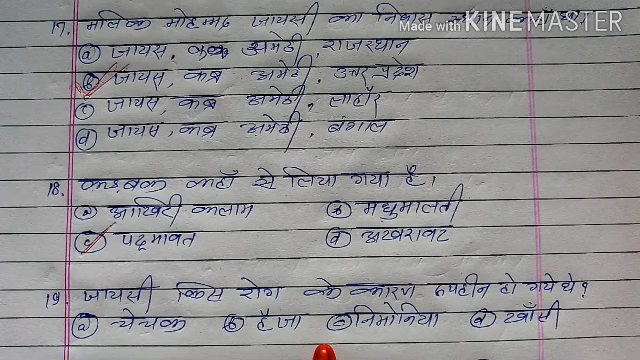 17. मलिक मोहम्मद जायसी का निवास
Made with KINEMASTER
ⓐ जायस, कब्र अमेठी, राजस्थान
ⓑ जायस, कब्र अमेठी, उत्तर प्रदेश
ⓒ जायस, कब्र अमेठी, लाहौर
ⓓ जायस, कब्र अमेठी, बंगाल
18. कड़बक कहाँ से लिया गया है।
ⓐ आखिरी कलाम ⓑ मधुमालती
ⓒ पद्मावत ⓓ अखरावट
19. जायसी किस रोग के कारण रुपहीन हो गये थे?
ⓐ चेचक ⓑ हैजा ⓒ निमोनिया ⓓ खाँसी